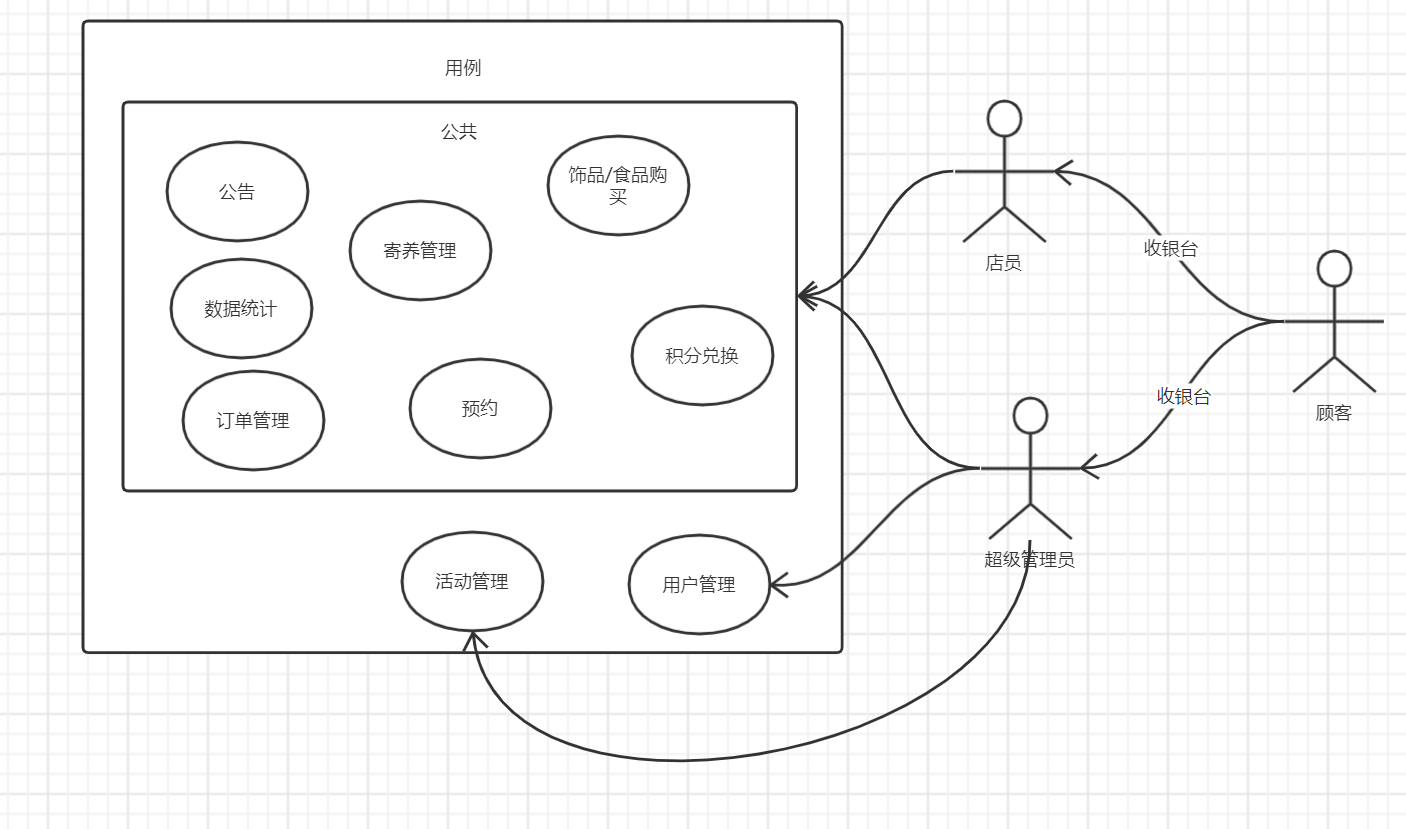 用例
公共
公告
饰品/食品购
买
寄养管理
数据统计
积分兑换
订单管理
预约
活动管理
用户管理
店员
收银台
收银台
顾客
超级管理员